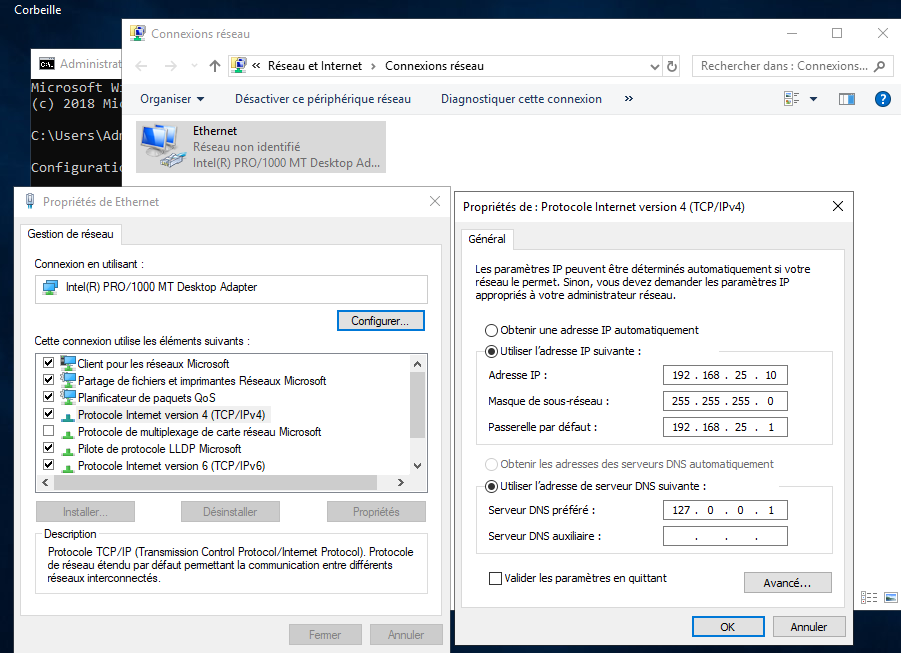 Corbeille
Connexions réseau
Réseau et Internet > Connexions réseau
Rechercher dans : Connexions...
Organiser
Désactive ce périphérique réseau
Diagnostiquer cette connexion
»
Ethernet
Réseau non identifié
Intel(R) PRO/1000 MT Desktop Ad...
Administrat
Microsoft W
(c) 2018 Mi
C:\Users\Adm
Configuratio
Propriétés de Ethernet
Gestion de réseau
Connexion en utilisant :
Intel(R) PRO/1000 MT Desktop Adapter
Configurer...
Cette connexion utilise les éléments suivants :
Client pour les réseaux Microsoft
Partage de fichiers et imprimantes Réseaux Microsoft
Planificateur de paquets QoS
Protocole Internet version 4 (TCP/IPv4)
Protocole de multiplexage de carte réseau Microsoft
Pilote de protocole LLDP Microsoft
Protocole Internet version 6 (TCP/IPv6)
Installer...
Désinstaller
Propriétés
Description
Protocole TCP/IP (Transmission Control Protocol/Internet Protocol). Protocole
de réseau étendu par défaut permettant la communication entre différents
réseaux interconnectés.
Fermer
Annuler
Propriétés de : Protocole Internet version 4 (TCP/IPv4)
Général
Les paramètres IP peuvent être déterminés automatiquement si votre
réseau le permet. Sinon, vous devez demander les paramètres IP
appropriés à votre administrateur réseau.
Obtenir une adresse IP automatiquement
Utiliser l'adresse IP suivante :
Adresse IP : 192 . 168 . 25 . 10
Masque de sous-réseau : 255 . 255 . 255 . 0
Passerelle par défaut : 192 . 168 . 25 . 1
Obtenir les adresses des serveurs DNS automatiquement
Utiliser l'adresse de serveur DNS suivante :
Serveur DNS préféré : 127 . 0 . 0 . 1
Serveur DNS auxiliaire : . . .
Valider les paramètres en quittant
Avancé...
OK
Annuler